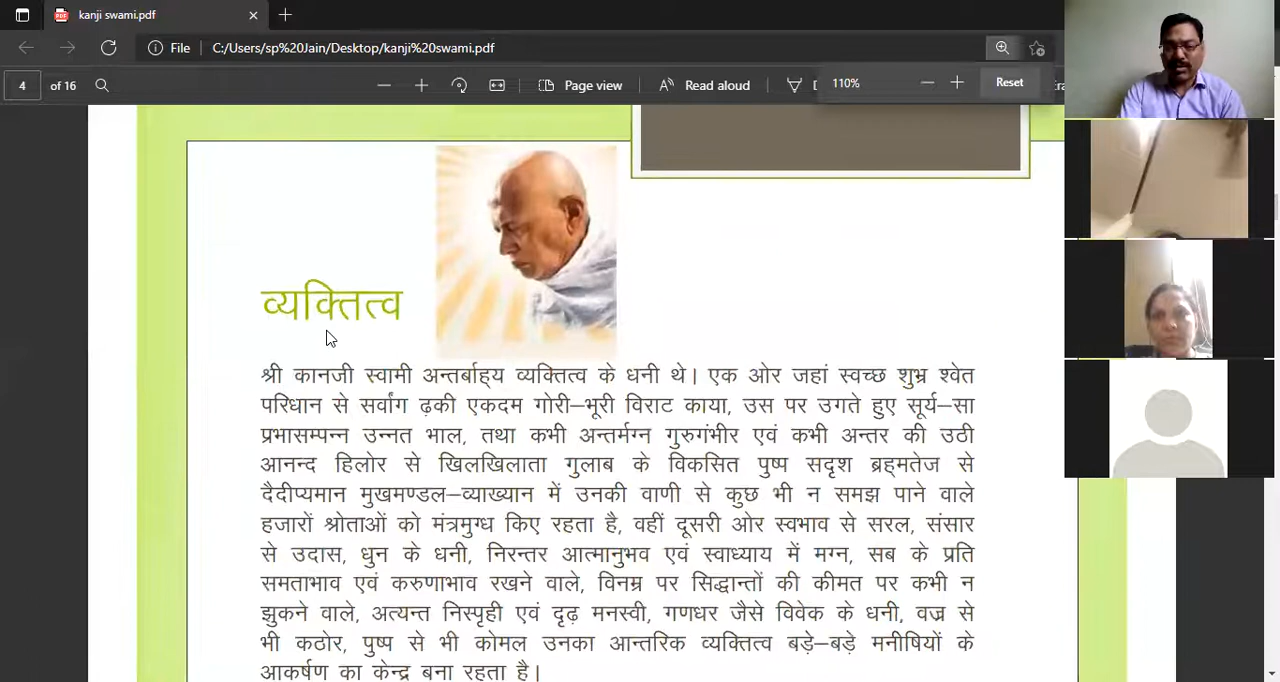 kanji swami.pdf
File C:/Users/sp%20Jain/Desktop/kanji%20swami.pdf
4 of 16 Page view Read aloud 110% Reset
व्यक्तित्व
श्री कानजी स्वामी अन्तर्बाह्य व्यक्तित्व के धनी थे। एक ओर जहां स्वच्छ शुभ्र श्वेत
परिधान से सर्वांग ढ़की एकदम गोरी–भूरी विराट काया, उस पर उगते हुए सूर्य–सा
प्रभासम्पन्न उन्नत भाल, तथा कभी अन्तर्मग्न गुरुगंभीर एवं कभी अन्तर की उठी
आनन्द हिलोर से खिलखिलाता गुलाब के विकसित पुष्प सदृश ब्रह्मतेज से
दैदीप्यमान मुखमण्डल–व्याख्यान में उनकी वाणी से कुछ भी न समझ पाने वाले
हजारों श्रोताओं को मंत्रमुग्ध किए रहता है, वहीं दूसरी ओर स्वभाव से सरल, संसार
से उदास, धुन के धनी, निरन्तर आत्मानुभव एवं स्वाध्याय में मग्न, सब के प्रति
समताभाव एवं करुणाभाव रखने वाले, विनम्र पर सिद्धान्तों की कीमत पर कभी न
झुकने वाले, अत्यन्त निस्पृही एवं दृढ़ मनस्वी, गणधर जैसे विवेक के धनी, वज्र से
भी कठोर, पुष्प से भी कोमल उनका आन्तरिक व्यक्तित्व बड़े–बड़े मनीषियों के
आकर्षण का केन्द्र बना रहता है।